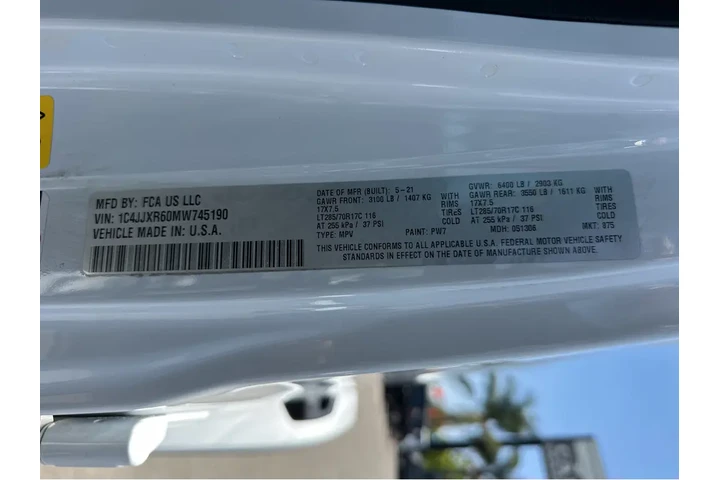 MFD BY: FCA US LLC
VIN: 1C4JJXR60MW745190
VEHICLE MADE IN: U.S.A.
DATE OF MFR (BUILT): 5-21
GAWR FRONT: 3100 LB / 1407 KG WITH
17X7.5 RIMS
LT285/70R17C 116 TIRES
AT 255 kPa / 37 PSI
TYPE: MPV
PAINT: PW7
GVWR: 6400 LB / 2903 KG
GAWR REAR: 3550 LB / 1611 KG WITH
17X7.5 RIMS
LT285/70R17C 116 TIRES
AT 255 kPa / 37 PSI
MDH: 051308
MKT: 875
THIS VEHICLE CONFORMS TO ALL APPLICABLE U.S.A. FEDERAL MOTOR VEHICLE SAFETY
STANDARDS IN EFFECT ON THE DATE OF MANUFACTURE SHOWN ABOVE.